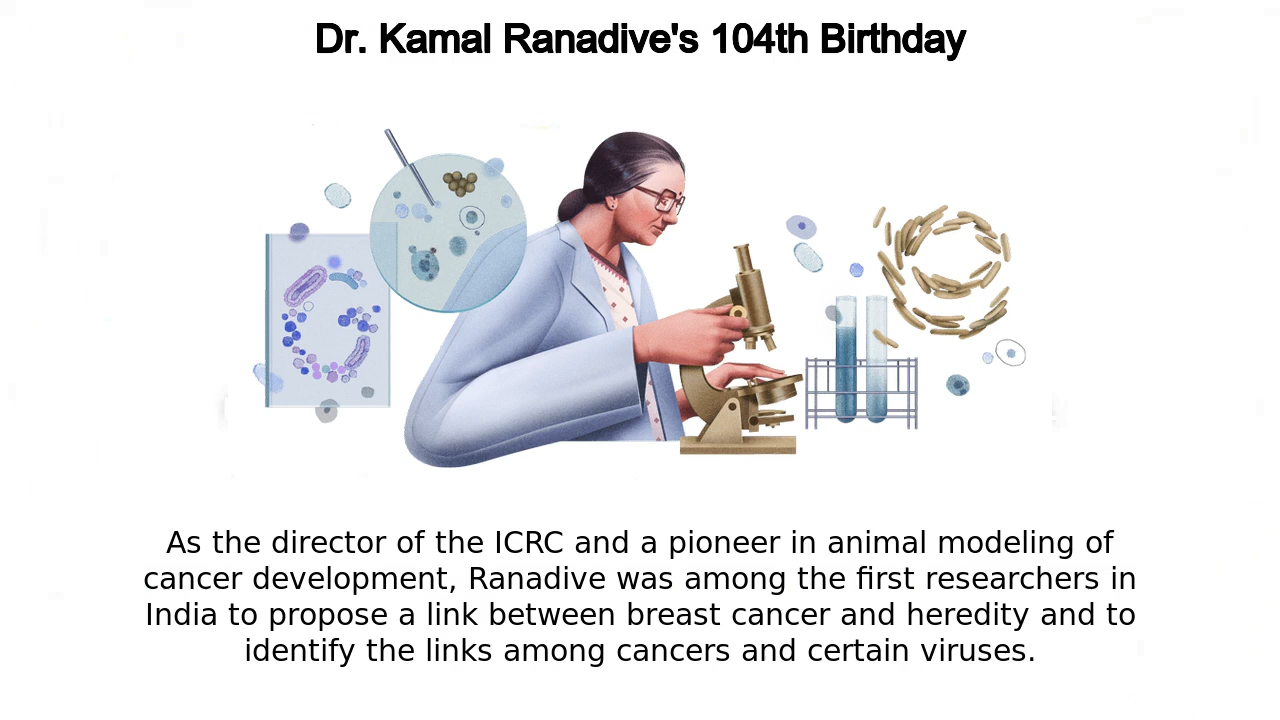 Dr. Kamal Ranadive's 104th Birthday
As the director of the ICRC and a pioneer in animal modeling of
cancer development, Ranadive was among the first researchers in
India to propose a link between breast cancer and heredity and to
identify the links among cancers and certain viruses.